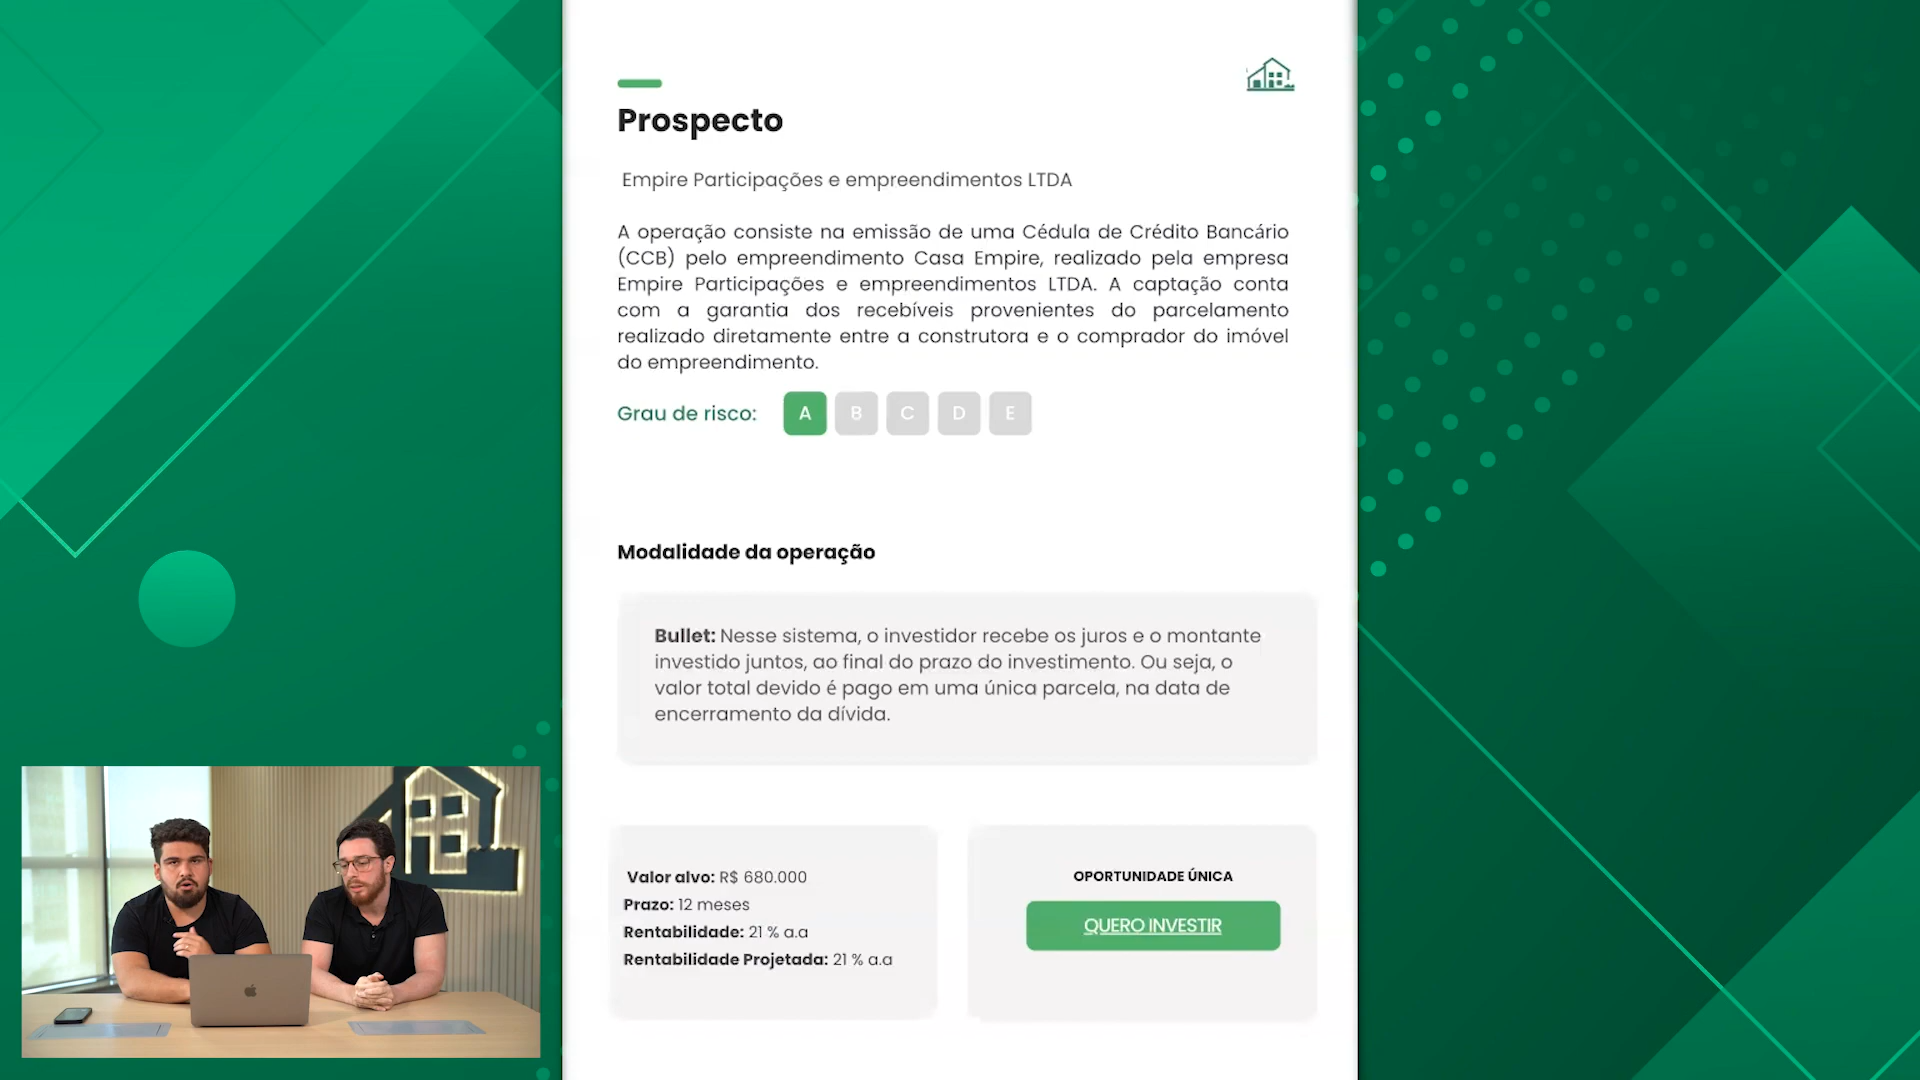 Prospecto
Empire Participações e empreendimentos LTDA
A operação consiste na emissão de uma Cédula de Crédito Bancário
(CCB) pelo empreendimento Casa Empire, realizado pela empresa
Empire Participações e empreendimentos LTDA. A captação conta
com a garantia dos recebíveis provenientes do parcelamento
realizado diretamente entre a construtora e o comprador do imóvel
do empreendimento.
Grau de risco: A B C D E
Modalidade da operação
Bullet: Nesse sistema, o investidor recebe os juros e o montante
investido juntos, ao final do prazo do investimento. Ou seja, o
valor total devido é pago em uma única parcela, na data de
encerramento da dívida.
Valor alvo: R$ 680.000
Prazo: 12 meses
Rentabilidade: 21 % a.a
Rentabilidade Projetada: 21 % a.a
OPORTUNIDADE ÚNICA
QUERO INVESTIR